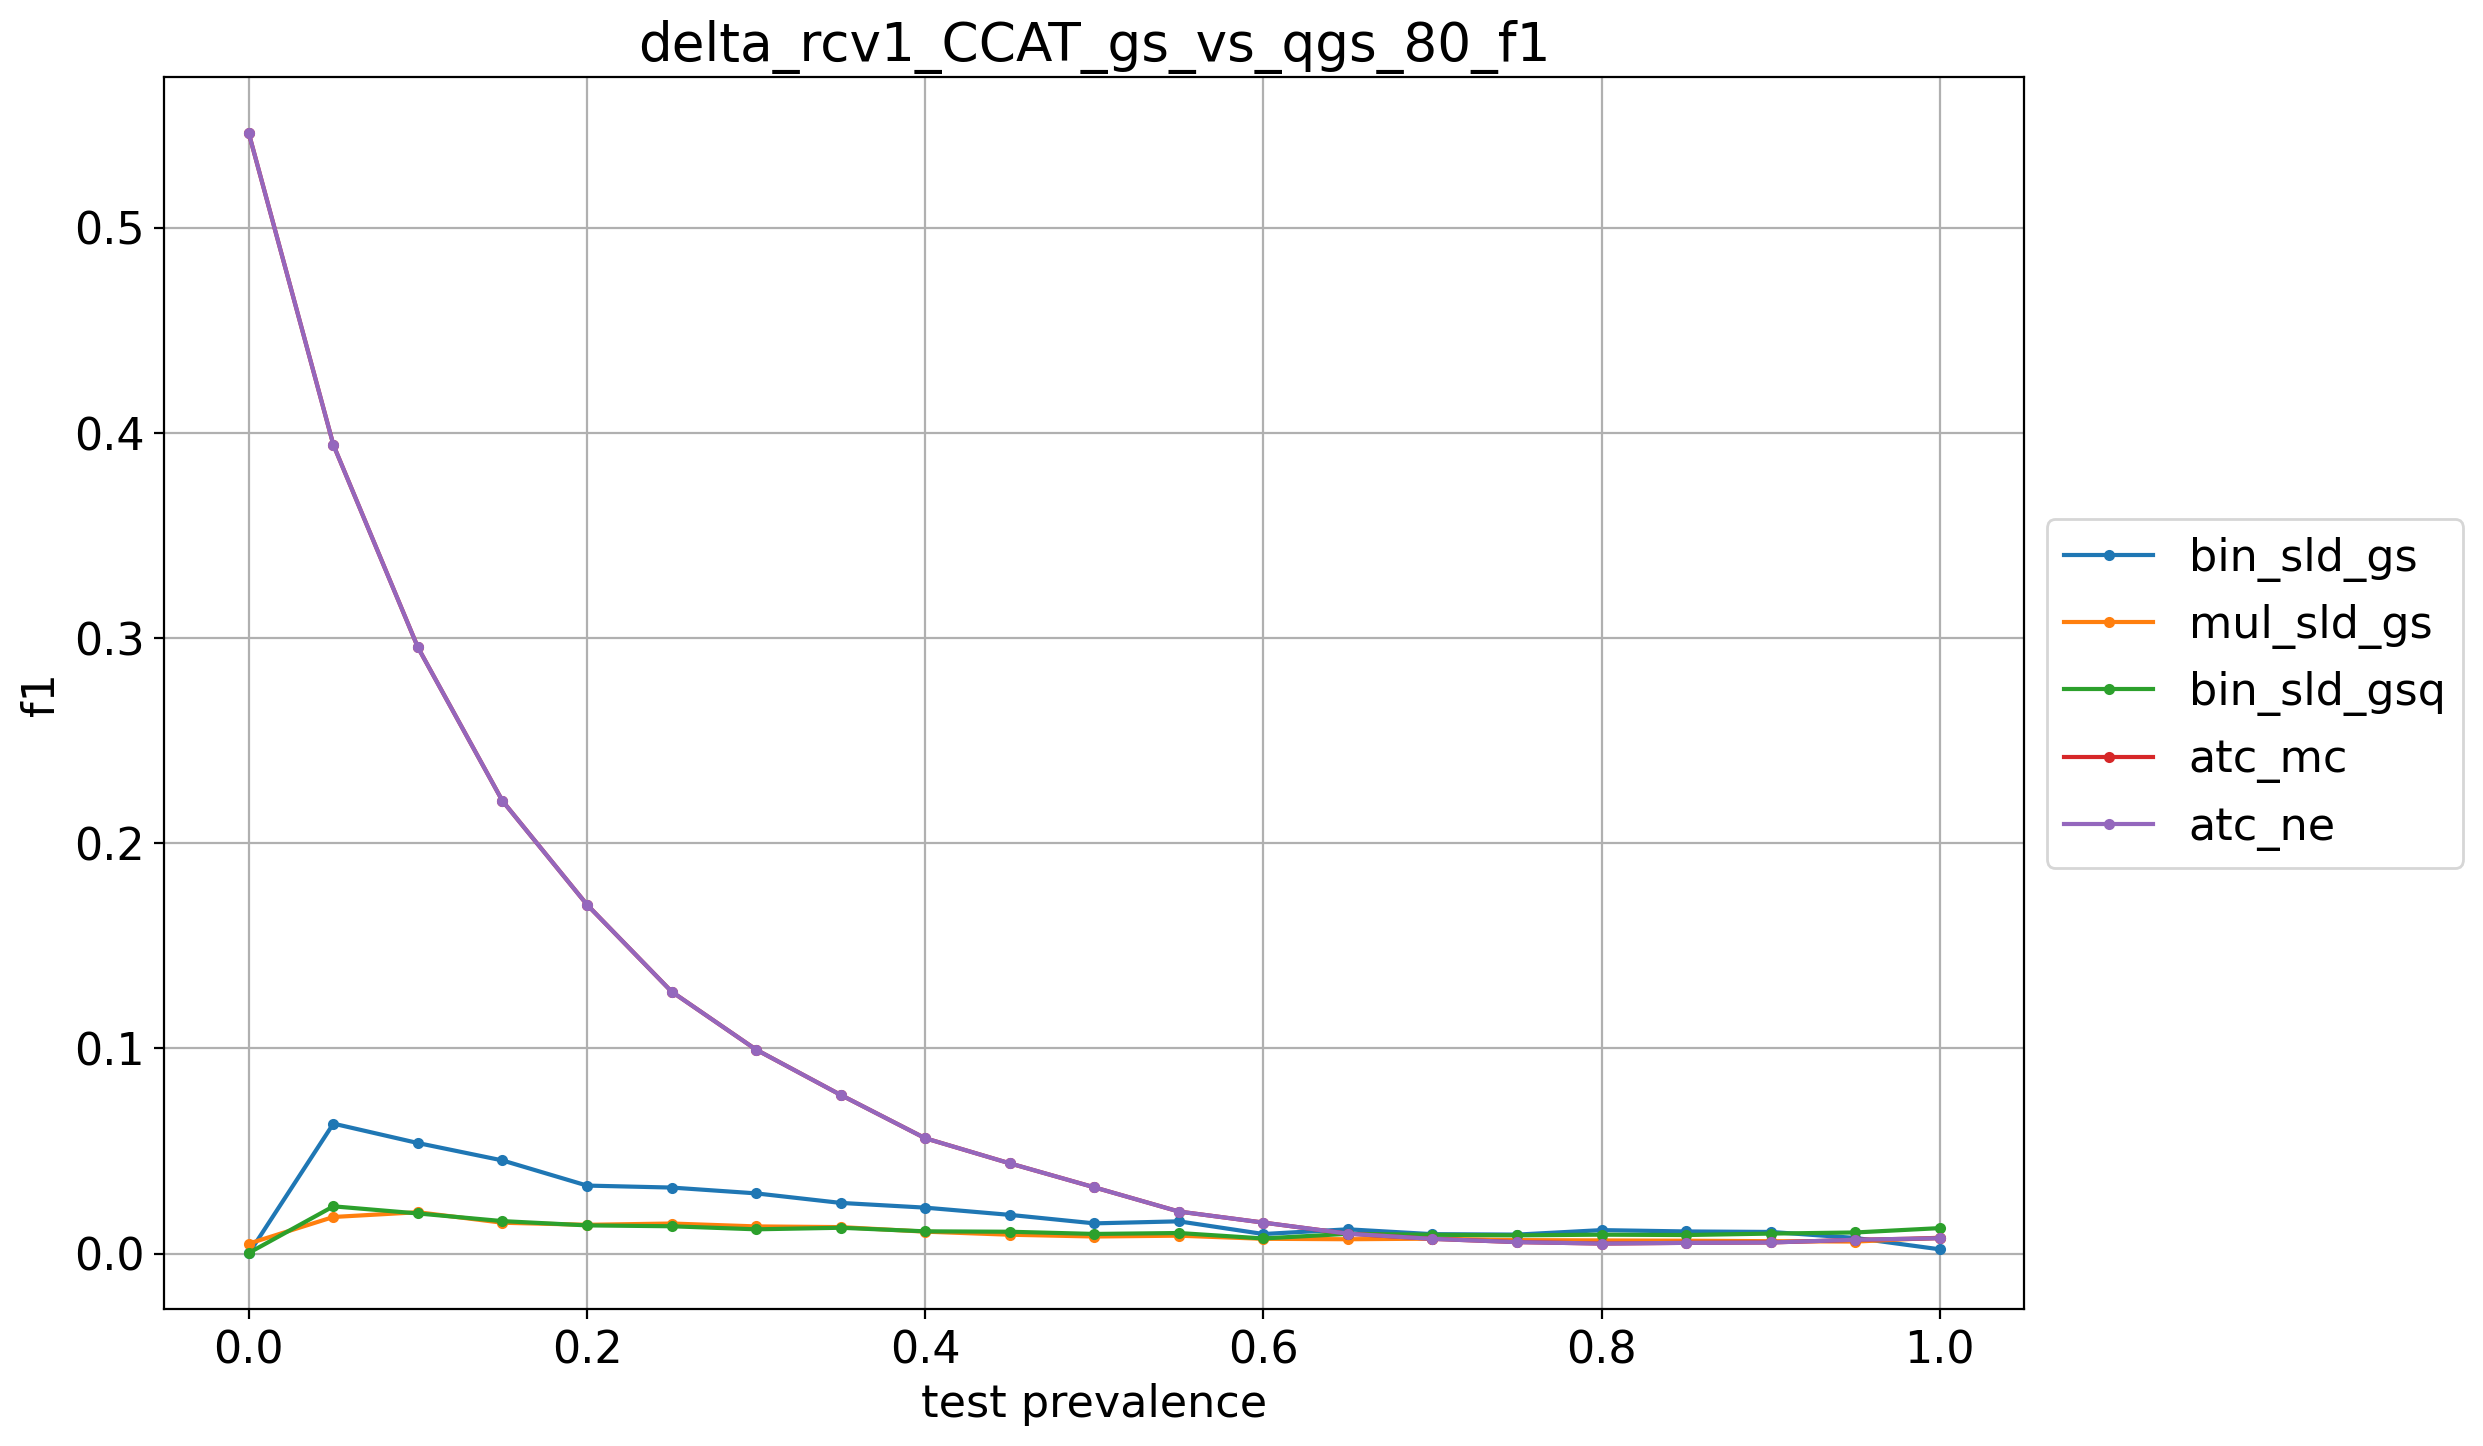 delta_rcv1_CCAT_gs_vs_qgs_80_f1
0.5
0.4
0.3
0.2
0.1
0.0
f1
0.0 0.2 0.4 0.6 0.8 1.0
test prevalence
bin_sld_gs
mul_sld_gs
bin_sld_gsq
atc_mc
atc_ne